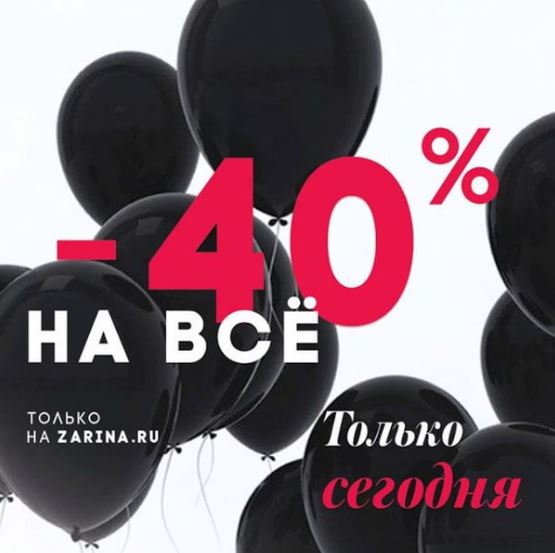 -40%
НА ВСЁ
ТОЛЬКО
НА ZARINA.RU
Только
сегодня